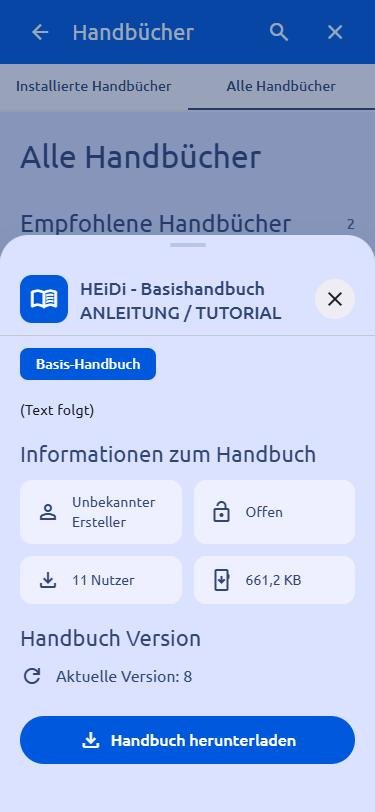 Handbücher
Installierte Handbücher
Alle Handbücher
Alle Handbücher
Empfohlene Handbücher 2
HEiDi - Basishandbuch
ANLEITUNG / TUTORIAL
Basis-Handbuch
(Text folgt)
Informationen zum Handbuch
Unbekannter
Ersteller
Offen
11 Nutzer
661,2 KB
Handbuch Version
Aktuelle Version: 8
Handbuch herunterladen